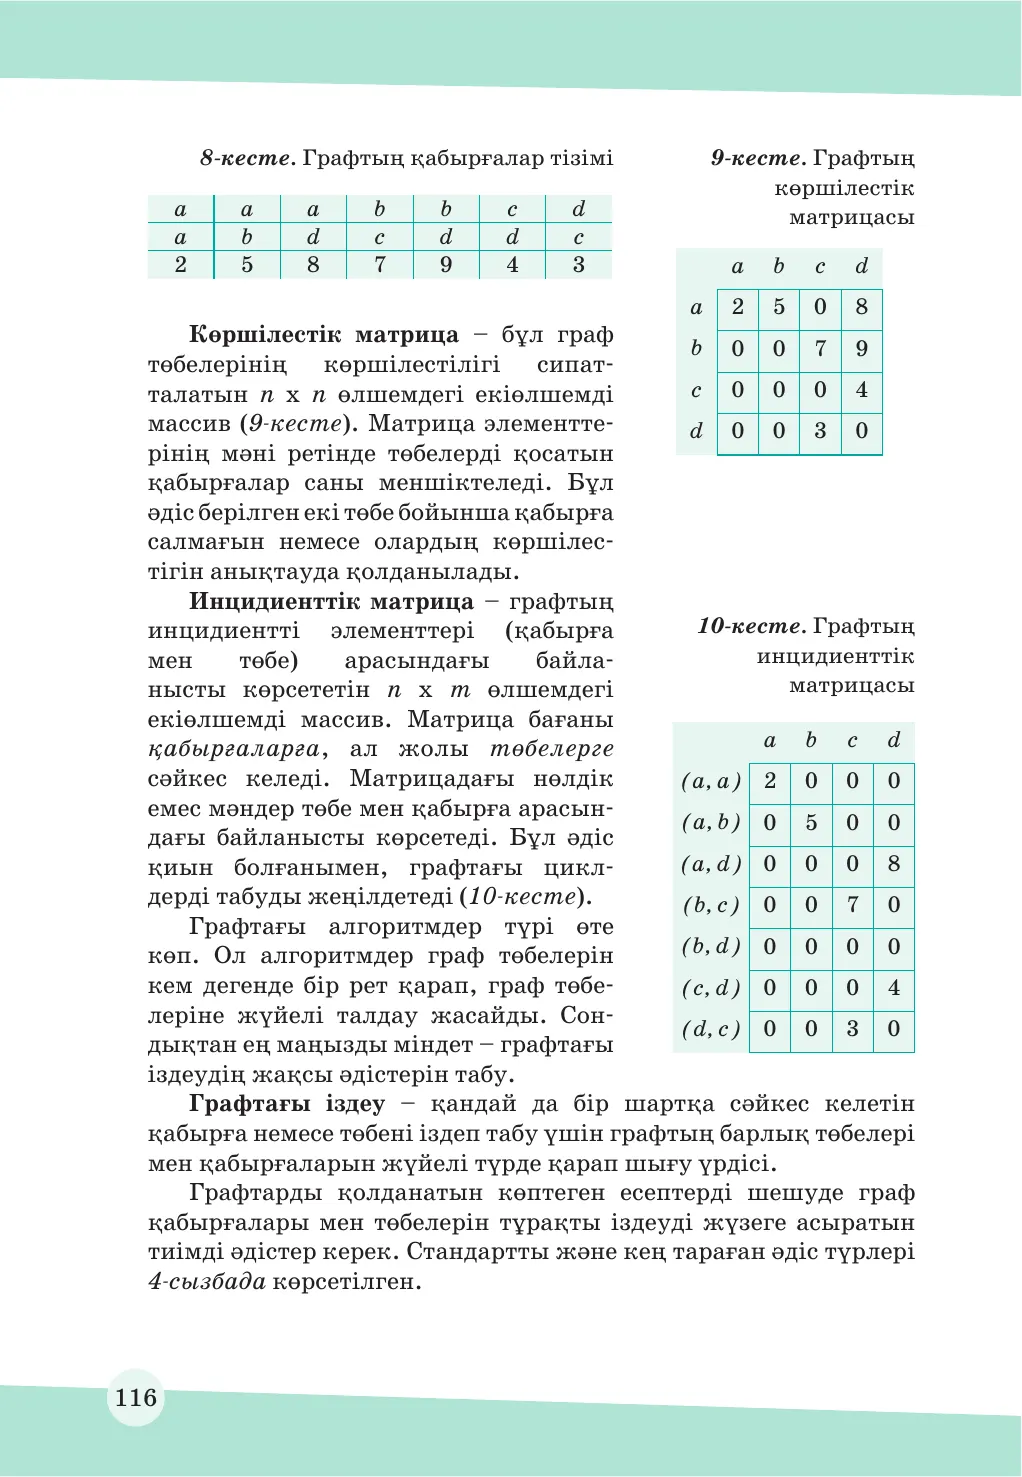 8-кесте. Графтың қабырғалар тізімі
a a a b b c d
a b d c d d c
2 5 8 7 9 4 3
Көршілестік матрица – бұл граф
төбелерінің көршілестілігі сипат-
талатын n x n өлшемдегі екіөлшемді
массив (9-кесте). Матрица элементте-
рінің мәні ретінде төбелерді қосатын
қабырғалар саны меншіктеледі. Бұл
әдіс берілген екі төбе бойынша қабырға
салмағын немесе олардың көршілес-
тігін анықтауда қолданылады.
Инцидиенттік матрица – графтың
инцидиентті элементтері (қабырға
мен төбе) арасындағы байла-
нысты көрсететін n x m өлшемдегі
екіөлшемді массив. Матрица бағаны
қабырғаларға, ал жолы төбелерге
сәйкес келеді. Матрицадағы нөлдік
емес мәндер төбе мен қабырға арасын-
дағы байланысты көрсетеді. Бұл әдіс
қиын болғанымен, графтағы цикл-
дерді табуды жеңілдетеді (10-кесте).
Графтағы алгоритмдер түрі өте
көп. Ол алгоритмдер граф төбелерін
кем дегенде бір рет қарап, граф төбе-
леріне жүйелі талдау жасайды. Сон-
дықтан ең маңызды міндет – графтағы
іздеудің жақсы әдістерін табу.
9-кесте. Графтың
көршілестік
матрицасы
a b c d
a 2 5 0 8
b 0 0 7 9
c 0 0 0 4
d 0 0 3 0
10-кесте. Графтың
инцидиенттік
матрицасы
a b c d
(a, a) 2 0 0 0
(a, b) 0 5 0 0
(a, d) 0 0 0 8
(b, c) 0 0 7 0
(b, d) 0 0 0 0
(c, d) 0 0 0 4
(d, c) 0 0 3 0
Графтағы іздеу – қандай да бір шартқа сәйкес келетін
қабырға немесе төбені іздеп табу үшін графтың барлық төбелері
мен қабырғаларын жүйелі түрде қарап шығу үрдісі.
Графтарды қолданатын көптеген есептерді шешуде граф
қабырғалары мен төбелерін тұрақты іздеуді жүзеге асыратын
тиімді әдістер керек. Стандартты және кең тараған әдіс түрлері
4-сызбада көрсетілген.
116